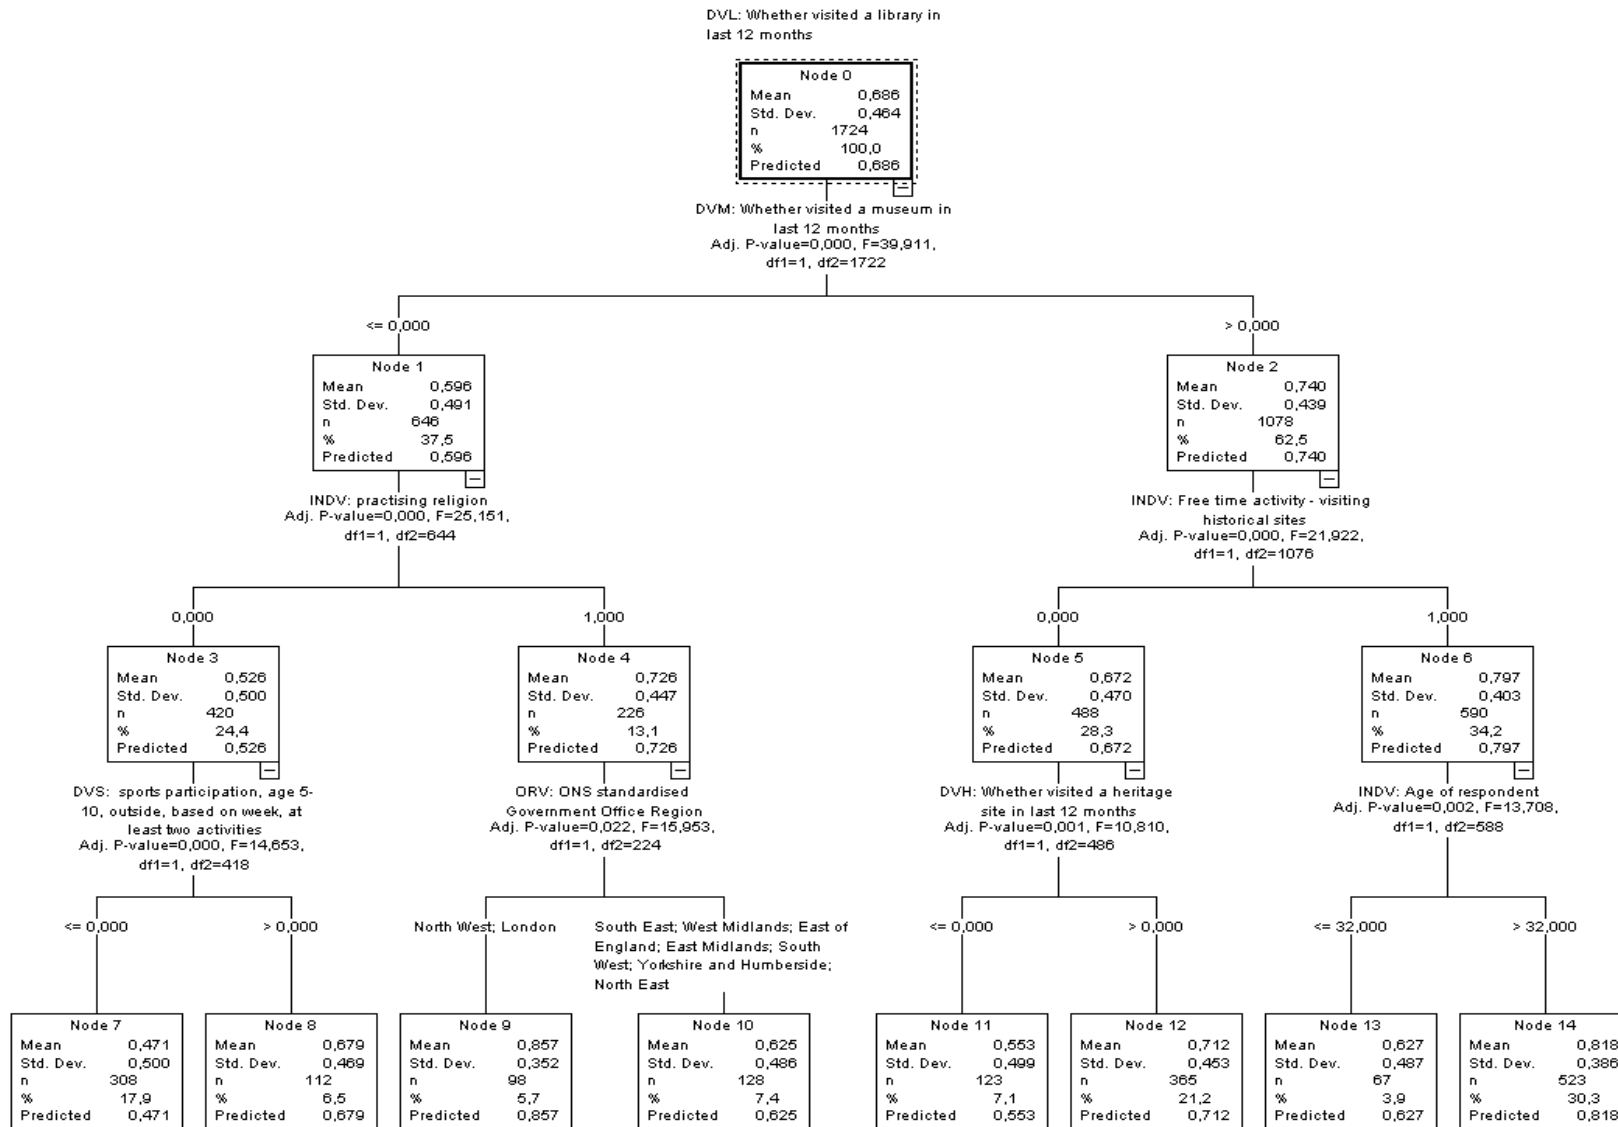 DVL: Whether visited a library in
last 12 months
Node 0
Mean 0,686
Std. Dev. 0,464
n 1724
% 100,0
Predicted 0,686
DVM: Whether visited a museum in
last 12 months
Adj. P-value=0,000, F=39,911,
df1=1, df2=1722
<= 0,000
> 0,000
Node 1
Mean 0,596
Std. Dev. 0,491
n 646
% 37,5
Predicted 0,596
Node 2
Mean 0,740
Std. Dev. 0,439
n 1078
% 62,5
Predicted 0,740
INDV: practising religion
Adj. P-value=0,000, F=25,151,
df1=1, df2=644
INDV: Free time activity - visiting
historical sites
Adj. P-value=0,000, F=21,922,
df1=1, df2=1076
0,000
1,000
0,000
1,000
Node 3
Mean 0,526
Std. Dev. 0,500
n 420
% 24,4
Predicted 0,526
Node 4
Mean 0,726
Std. Dev. 0,447
n 226
% 13,1
Predicted 0,726
Node 5
Mean 0,672
Std. Dev. 0,470
n 488
% 28,3
Predicted 0,672
Node 6
Mean 0,797
Std. Dev. 0,403
n 590
% 34,2
Predicted 0,797
DVS: sports participation, age 5-
10, outside, based on week, at
least two activities
Adj. P-value=0,000, F=14,653,
df1=1, df2=418
ORV: ONS standardised
Government Office Region
Adj. P-value=0,022, F=15,953,
df1=1, df2=224
DVH: Whether visited a heritage
site in last 12 months
Adj. P-value=0,001, F=10,810,
df1=1, df2=486
INDV: Age of respondent
Adj. P-value=0,002, F=13,708,
df1=1, df2=588
<= 0,000
> 0,000
North West; London
South East; West Midlands; East of
England; East Midlands; South
West; Yorkshire and Humberside;
North East
<= 0,000
> 0,000
<= 32,000
> 32,000
Node 7
Mean 0,471
Std. Dev. 0,500
n 308
% 17,9
Predicted 0,471
Node 8
Mean 0,679
Std. Dev. 0,469
n 112
% 6,5
Predicted 0,679
Node 9
Mean 0,857
Std. Dev. 0,352
n 98
% 5,7
Predicted 0,857
Node 10
Mean 0,625
Std. Dev. 0,486
n 128
% 7,4
Predicted 0,625
Node 11
Mean 0,553
Std. Dev. 0,499
n 123
% 7,1
Predicted 0,553
Node 12
Mean 0,712
Std. Dev. 0,453
n 365
% 21,2
Predicted 0,712
Node 13
Mean 0,627
Std. Dev. 0,487
n 67
% 3,9
Predicted 0,627
Node 14
Mean 0,818
Std. Dev. 0,386
n 523
% 30,3
Predicted 0,818